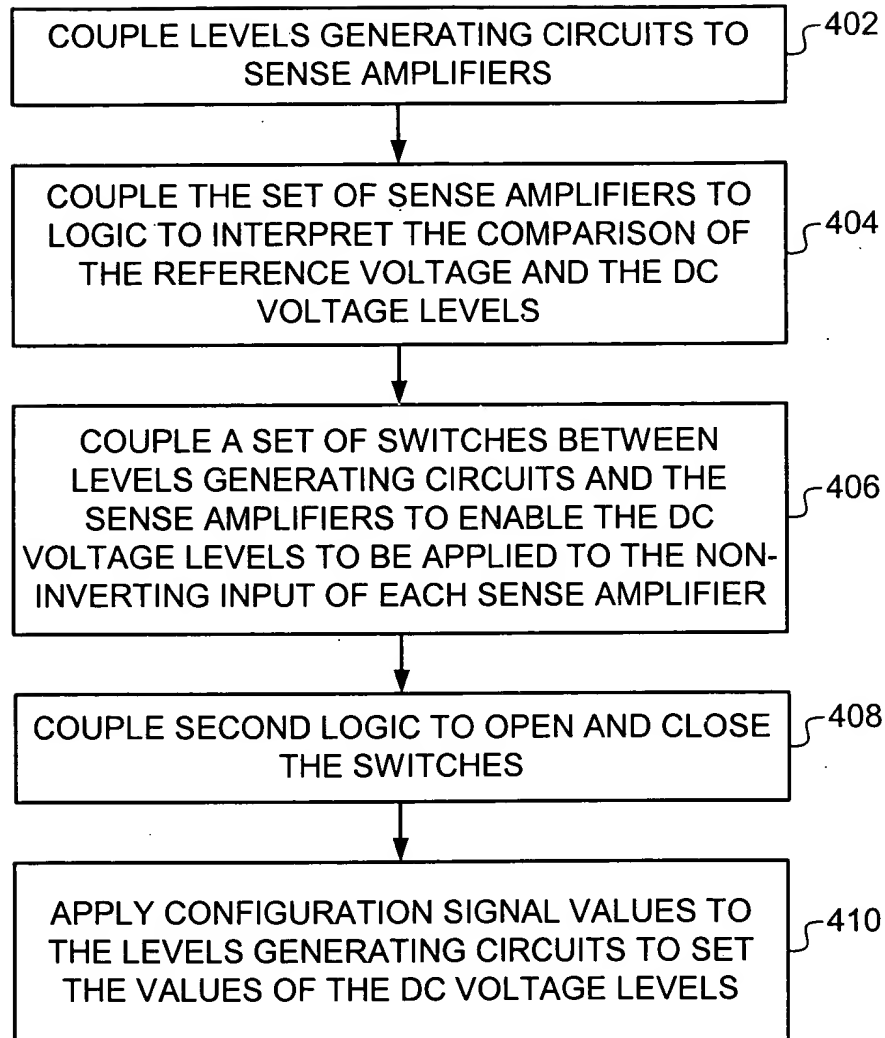 COUPLE LEVELS GENERATING CIRCUITS TO
SENSE AMPLIFIERS
402
COUPLE THE SET OF SENSE AMPLIFIERS TO
LOGIC TO INTERPRET THE COMPARISON OF
THE REFERENCE VOLTAGE AND THE DC
VOLTAGE LEVELS
404
COUPLE A SET OF SWITCHES BETWEEN
LEVELS GENERATING CIRCUITS AND THE
SENSE AMPLIFIERS TO ENABLE THE DC
VOLTAGE LEVELS TO BE APPLIED TO THE NON-
INVERTING INPUT OF EACH SENSE AMPLIFIER
406
COUPLE SECOND LOGIC TO OPEN AND CLOSE
THE SWITCHES
408
APPLY CONFIGURATION SIGNAL VALUES TO
THE LEVELS GENERATING CIRCUITS TO SET
THE VALUES OF THE DC VOLTAGE LEVELS
410